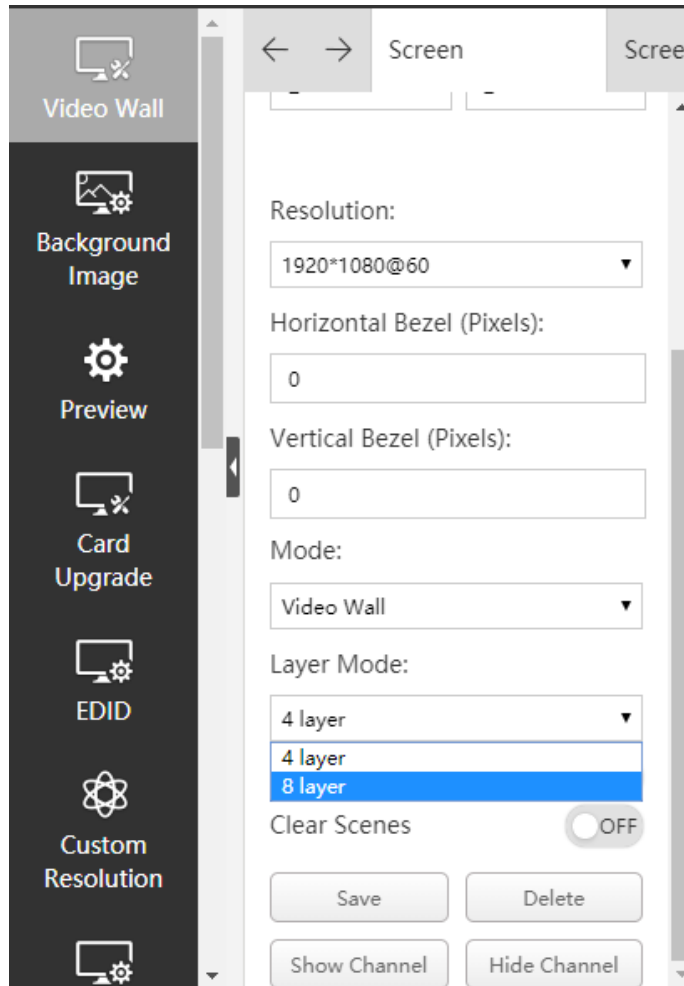 Video Wall
Background
Image
Preview
Card
Upgrade
EDID
Custom
Resolution
Screen
Resolution:
1920*1080@60
Horizontal Bezel (Pixels):
0
Vertical Bezel (Pixels):
0
Mode:
Video Wall
Layer Mode:
4 layer
4 layer
8 layer
Clear Scenes OFF
Save Delete
Show Channel Hide Channel